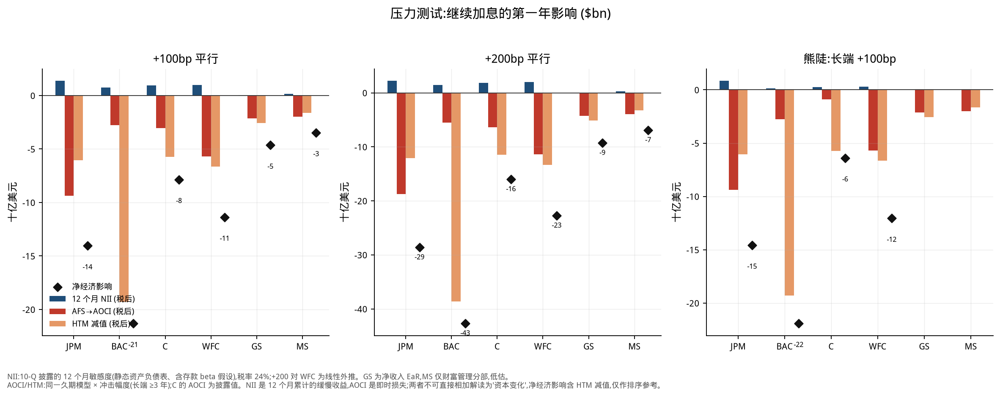 压力测试:继续加息的第一年影响 ($bn)
+100bp 平行
十亿美元
0
-5
-10
-15
-20
-14
-21
-8
-11
-5
-3
净经济影响
12 个月 NII (税后)
AFS→AOCI (税后)
HTM 减值 (税后)
JPM
BAC
C
WFC
GS
MS
+200bp 平行
十亿美元
0
-10
-20
-30
-40
-29
-43
-16
-23
-9
-7
JPM
BAC
C
WFC
GS
MS
熊陡:长端 +100bp
十亿美元
0
-5
-10
-15
-20
-15
-22
-6
-12
JPM
BAC
C
WFC
GS
MS
NII:10-Q 披露的 12 个月敏感度(静态资产负债表、含存款 beta 假设),税率 24%;+200 对 WFC 为线性外推。GS 为净收入 EaR,MS 仅财富管理分部,低估。
AOCI/HTM:同一久期模型 × 冲击幅度(长端 ≥3 年);C 的 AOCI 为披露值。NII 是 12 个月累计的缓慢收益,AOCI 是即时损失;两者不可直接相加解读为'资本变化',净经济影响含 HTM 减值,仅作排序参考。